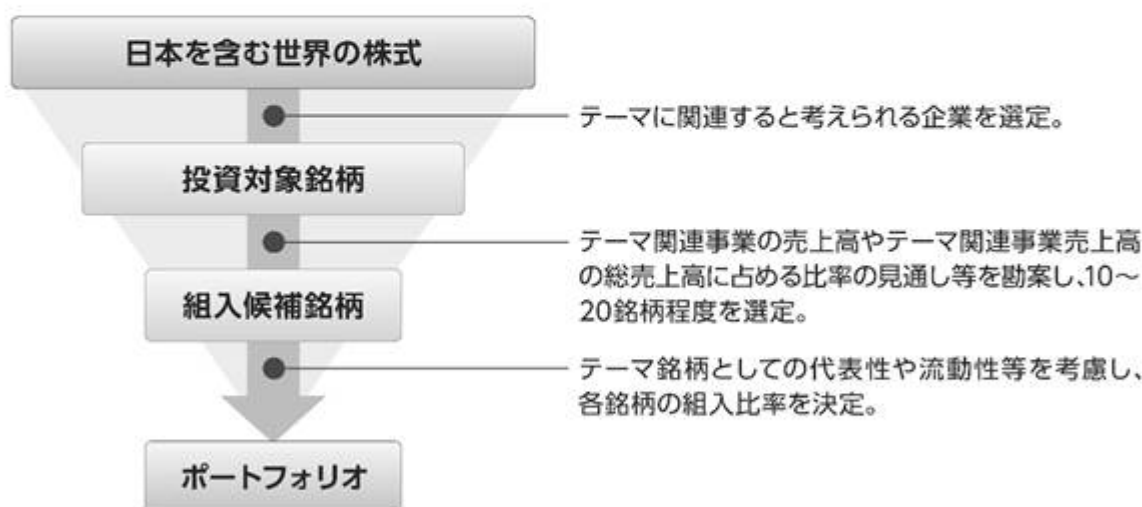 日本を含む世界の株式
テーマに関連すると考えられる企業を選定。
投資対象銘柄
テーマ関連事業の売上高やテーマ関連事業売上高
の総売上高に占める比率の見通し等を勘案し、10～
20銘柄程度を選定。
組入候補銘柄
テーマ銘柄としての代表性や流動性等を考慮し、
各銘柄の組入比率を決定。
ポートフォリオ